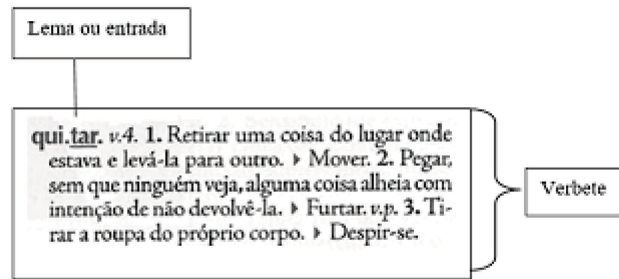 Lema ou entrada
qui.tar. v.4. 1. Retirar uma coisa do lugar onde
estava e levá-la para outro. ▸ Mover. 2. Pegar,
sem que ninguém veja, alguma coisa alheia com
intenção de não devolvê-la. ▸ Furtar. v.p. 3. Ti-
rar a roupa do próprio corpo. ▸ Despir-se.
Verbete